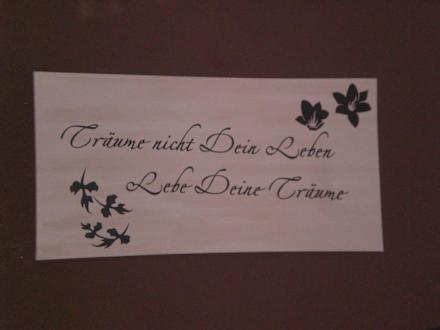 Träume nicht Dein Leben
Lebe Deine Träume